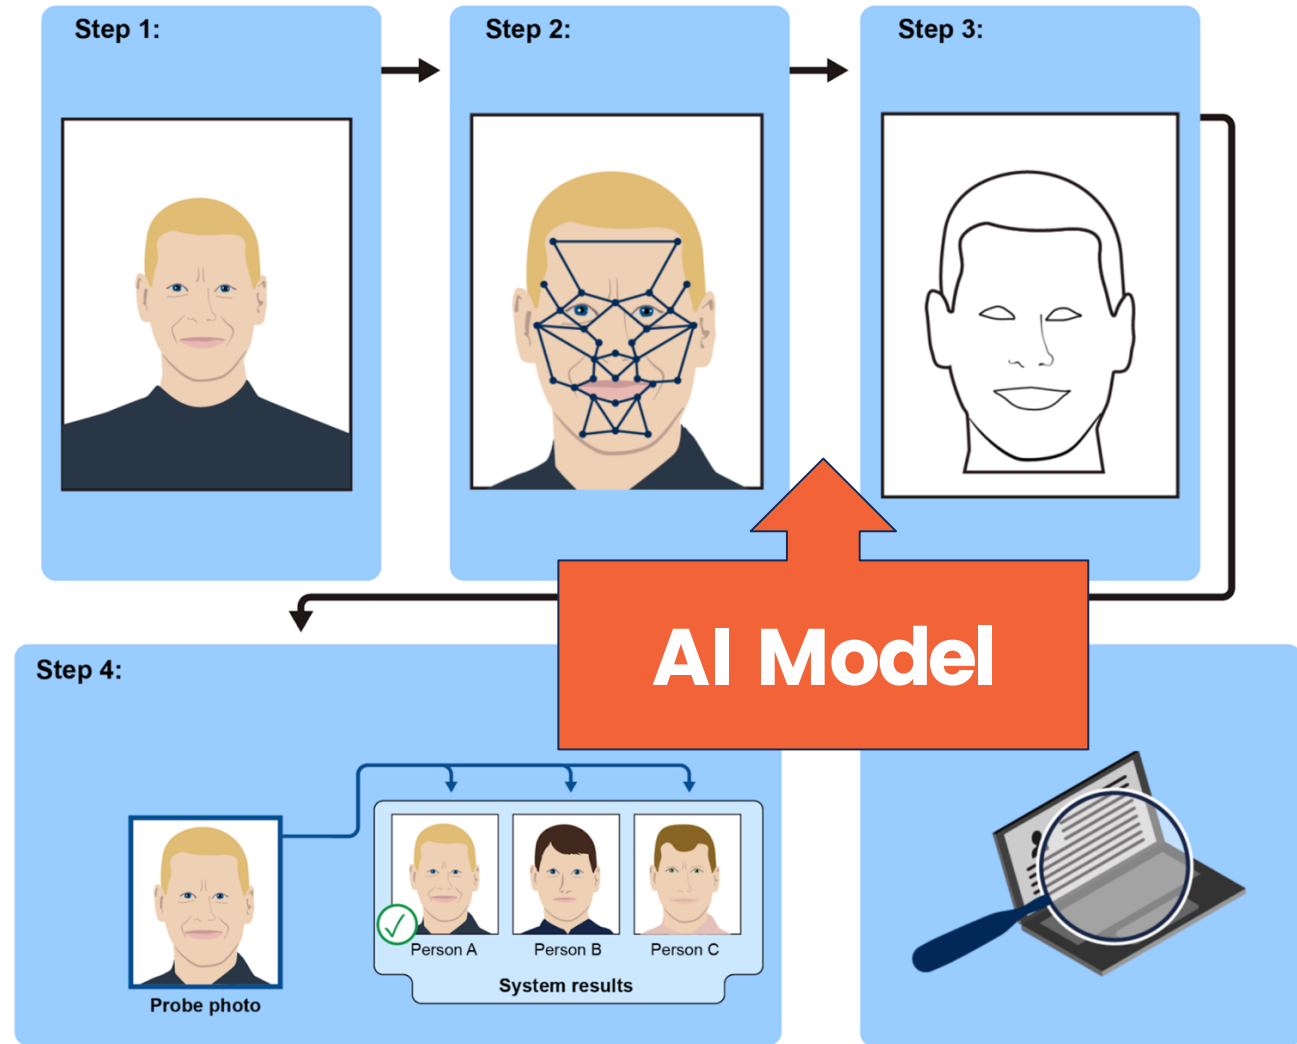 Step 1:
Step 2:
Step 3:
AI Model
Step 4:
Person A
Person B
Person C
System results
Probe photo